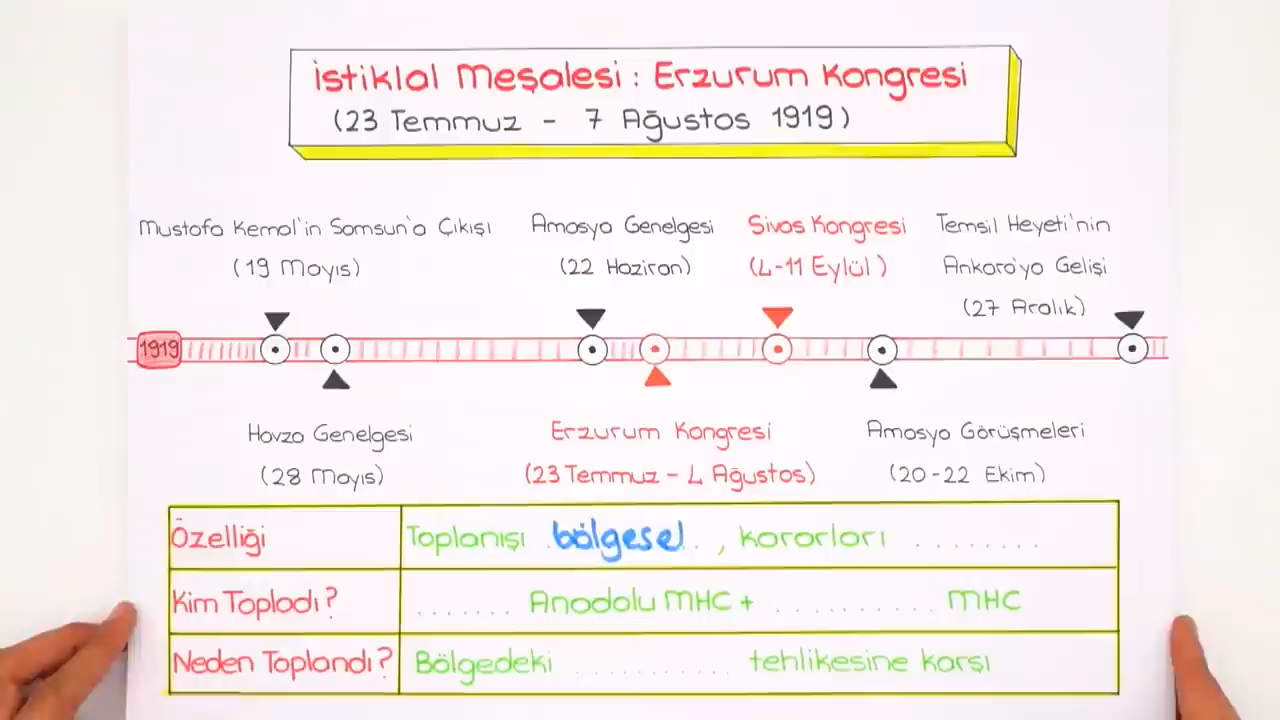 İstiklal Meşalesi : Erzurum Kongresi
(23 Temmuz - 7 Ağustos 1919)
Mustafa Kemal'in Samsun'a Çıkışı
(19 Mayıs)
Amasya Genelgesi
(22 Haziran)
Sivas Kongresi
(4-11 Eylül)
Temsil Heyeti'nin
Ankara'ya Gelişi
(27 Aralık)
1919
Havza Genelgesi
(28 Mayıs)
Erzurum Kongresi
(23 Temmuz - 4 Ağustos)
Amasya Görüşmeleri
(20-22 Ekim)
Özelliği
Toplanışı bölgesel , kararları ........
Kim Topladı?
....... Anadolu MHC + ........... MHC
Neden Toplandı?
Bölgedeki ........... tehlikesine karşı